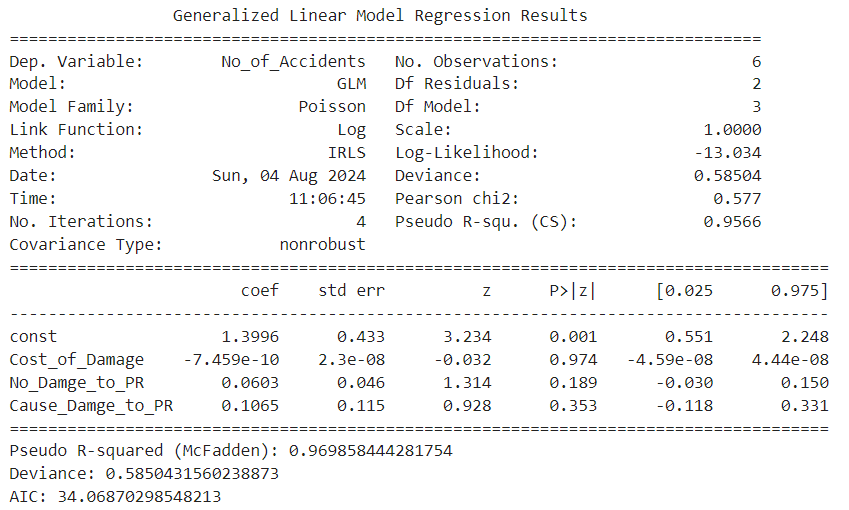 Generalized Linear Model Regression Results
==============================================================================
Dep. Variable: No_of_Accidents No. Observations: 6
Model: GLM Df Residuals: 2
Model Family: Poisson Df Model: 3
Link Function: Log Scale: 1.0000
Method: IRLS Log-Likelihood: -13.034
Date: Sun, 04 Aug 2024 Deviance: 0.58504
Time: 11:06:45 Pearson chi2: 0.577
No. Iterations: 4 Pseudo R-squ. (CS): 0.9566
Covariance Type: nonrobust
=====================================================================================
coef std err z P>|z| [0.025 0.975]
-------------------------------------------------------------------------------------
const 1.3996 0.433 3.234 0.001 0.551 2.248
Cost_of_Damage -7.459e-10 2.3e-08 -0.032 0.974 -4.59e-08 4.44e-08
No_Damge_to_PR 0.0603 0.046 1.314 0.189 -0.030 0.150
Cause_Damge_to_PR 0.1065 0.115 0.928 0.353 -0.118 0.331
=====================================================================================
Pseudo R-squared (McFadden): 0.969858444281754
Deviance: 0.5850431560238873
AIC: 34.06870298548213